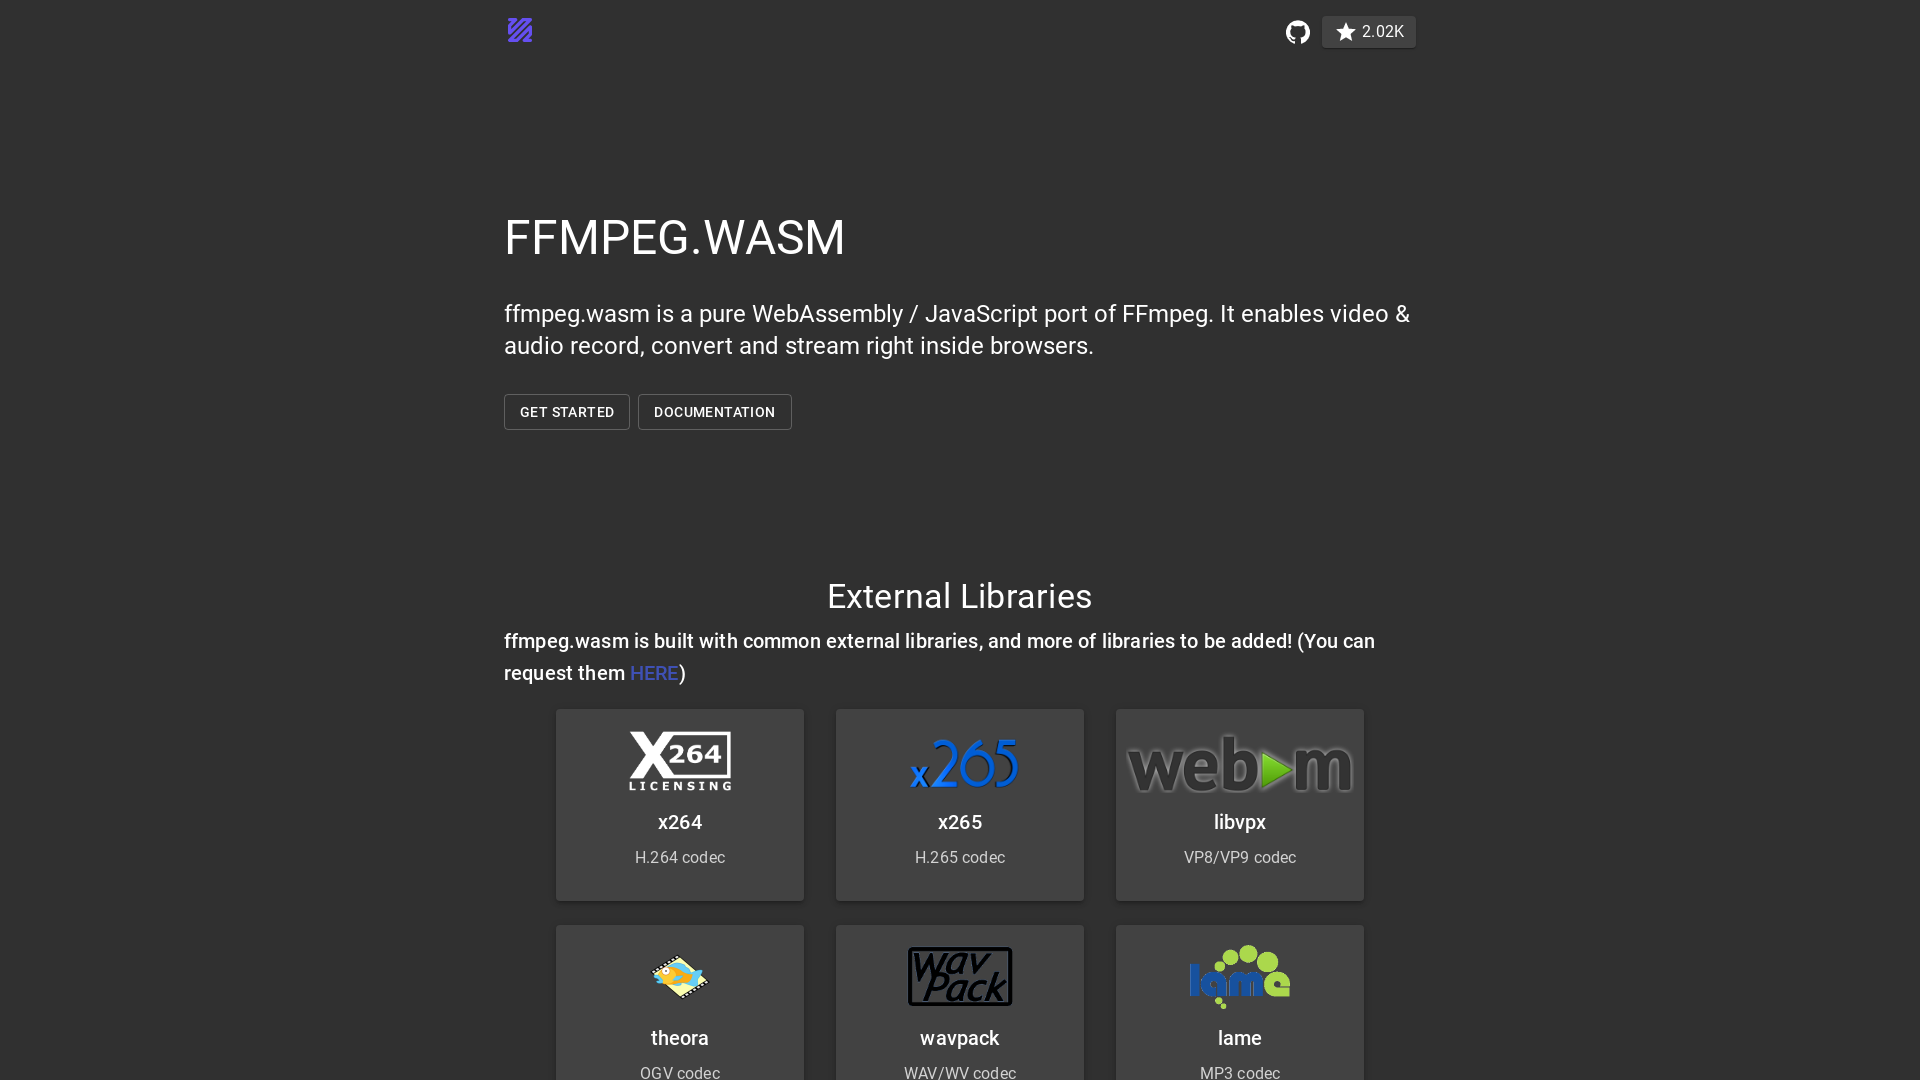 2.02K
FFMPEG.WASM
ffmpeg.wasm is a pure WebAssembly / JavaScript port of FFmpeg. It enables video &
audio record, convert and stream right inside browsers.
GET STARTED
DOCUMENTATION
External Libraries
ffmpeg.wasm is built with common external libraries, and more of libraries to be added! (You can
request them HERE)
X264
LICENSING
x264
H.264 codec
x265
x265
H.265 codec
webm
libvpx
VP8/VP9 codec
theora
OGV codec
Wav
Pack
wavpack
WAV/WV codec
lame
lame
MP3 codec